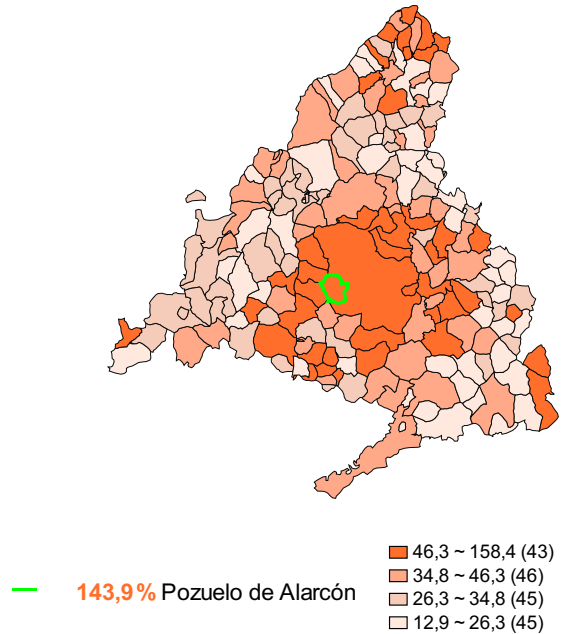 46,3 ~ 158,4 (43)
34,8 ~ 46,3 (46)
26,3 ~ 34,8 (45)
12,9 ~ 26,3 (45)
143,9 % Pozuelo de Alarcón